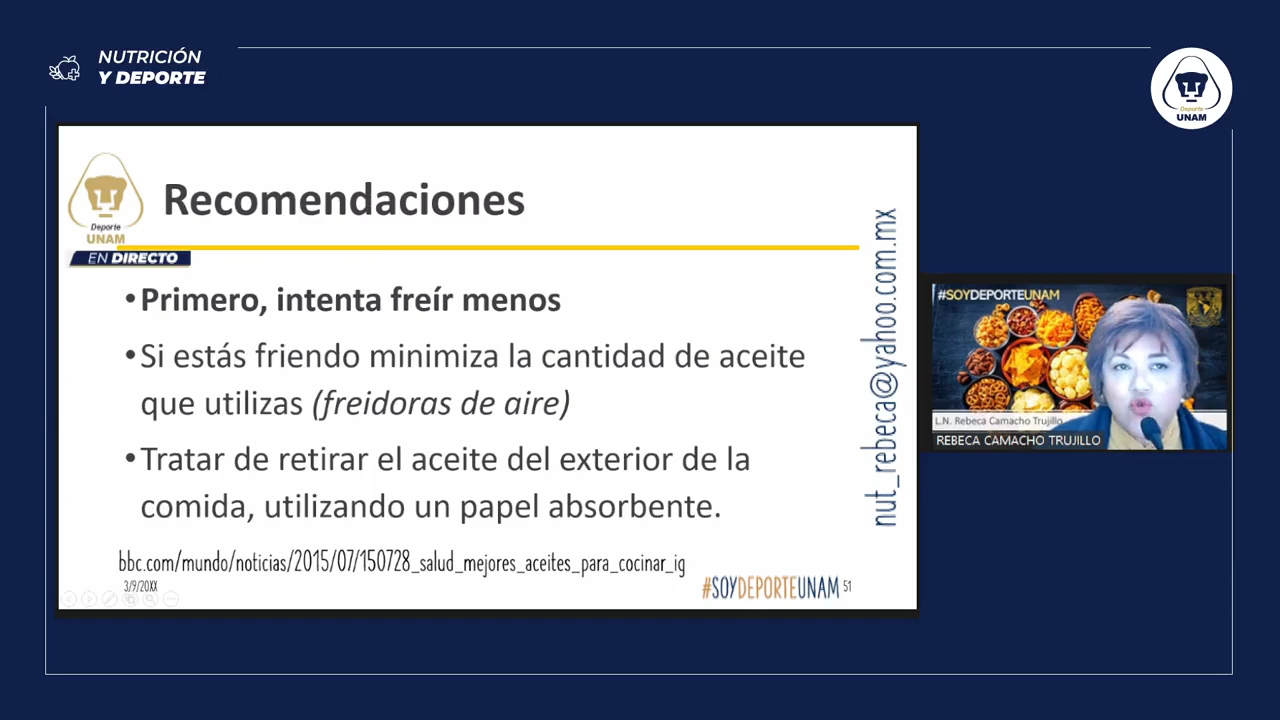 NUTRICIÓN
Y DEPORTE
Deporte
UNAM
Deporte
UNAM
EN DIRECTO
Recomendaciones
•Primero, intenta freír menos
•Si estás friendo minimiza la cantidad de aceite
que utilizas (freidoras de aire)
•Tratar de retirar el aceite del exterior de la
comida, utilizando un papel absorbente.
bbc.com/mundo/noticias/2015/07/150728_salud_mejores_aceites_para_cocinar_ig
3/9/20XX
#SOYDEPORTEUNAM
51
nut_rebeca@yahoo.com.mx
#SOYDEPORTEUNAM
L.N. Rebeca Camacho Trujillo
REBECA CAMACHO TRUJILLO